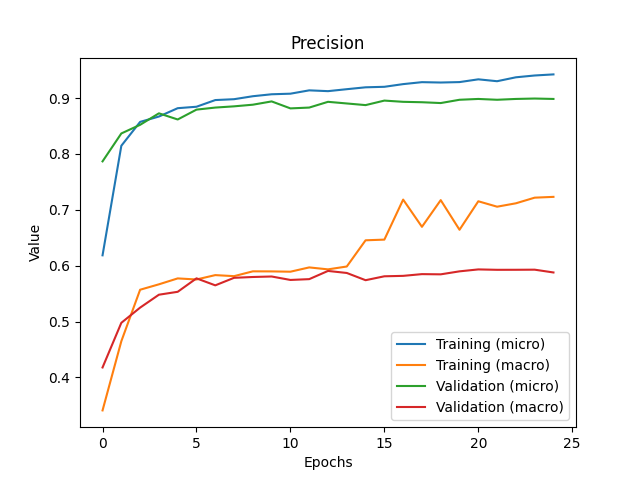 Precision
Value
0.9
0.8
0.7
0.6
0.5
0.4
Training (micro)
Training (macro)
Validation (micro)
Validation (macro)
0 5 10 15 20 25
Epochs